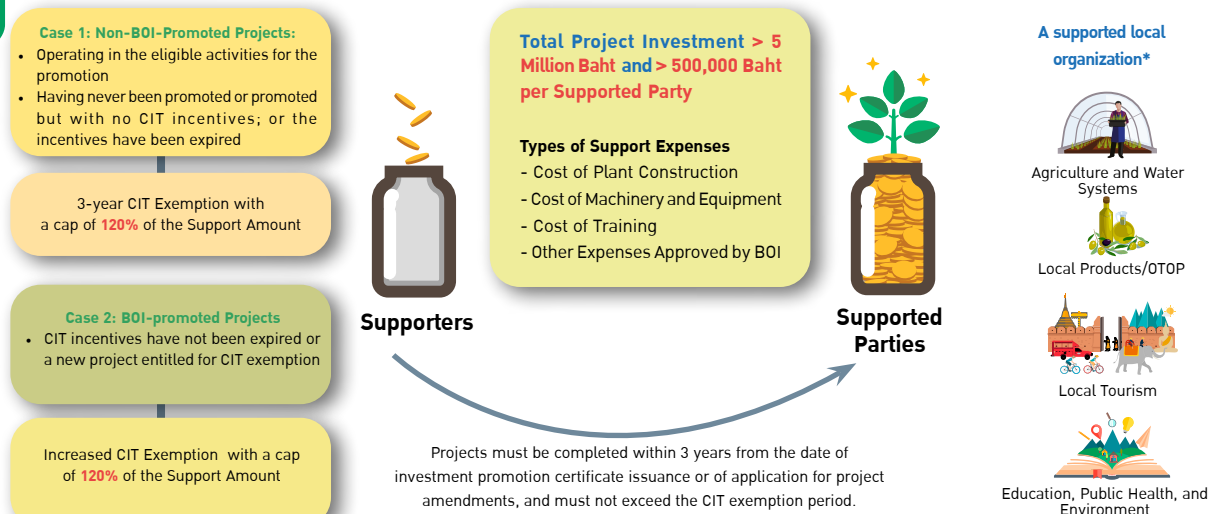 Case 1: Non-BOI-Promoted Projects:
• Operating in the eligible activities for the
promotion
• Having never been promoted or promoted
but with no CIT incentives; or the
incentives have been expired
3-year CIT Exemption with
a cap of 120% of the Support Amount
Case 2: BOI-promoted Projects
• CIT incentives have not been expired or
a new project entitled for CIT exemption
Increased CIT Exemption with a cap
of 120% of the Support Amount
Supporters
Total Project Investment > 5
Million Baht and > 500,000 Baht
per Supported Party
Types of Support Expenses
- Cost of Plant Construction
- Cost of Machinery and Equipment
- Cost of Training
- Other Expenses Approved by BOI
Supported
Parties
Projects must be completed within 3 years from the date of
investment promotion certificate issuance or of application for project
amendments, and must not exceed the CIT exemption period.
A supported local
organization*
Agriculture and Water
Systems
Local Products/OTOP
Local Tourism
Education, Public Health, and
Environment